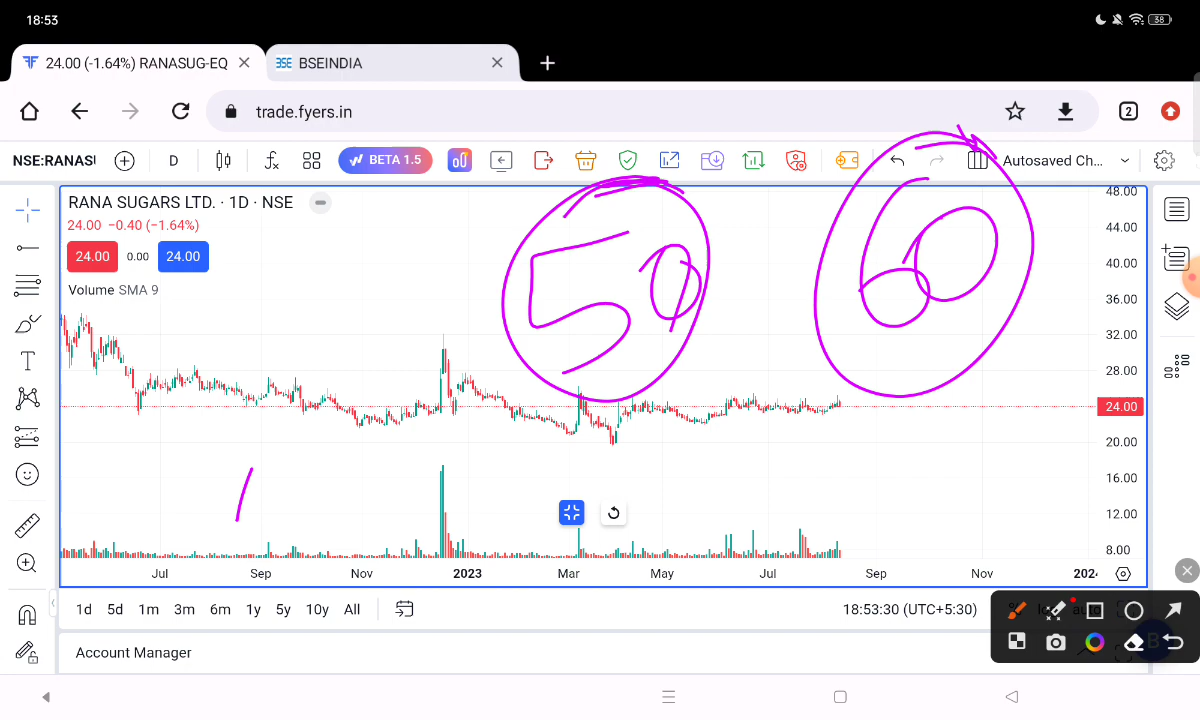 18:53
38
24.00 (-1.64%) RANASUG-EQ
BSEINDIA
trade.fyers.in
2
NSE:RANASU
D
BETA 1.5
Autosaved Ch...
RANA SUGARS LTD. · 1D · NSE
24.00 −0.40 (−1.64%)
24.00 0.00 24.00
Volume SMA 9
50
60
48.00
44.00
40.00
36.00
32.00
28.00
24.00
20.00
16.00
12.00
8.00
Jul Sep Nov 2023 Mar May Jul Sep Nov 2024
1d 5d 1m 3m 6m 1y 5y 10y All
18:53:30 (UTC+5:30)
Account Manager